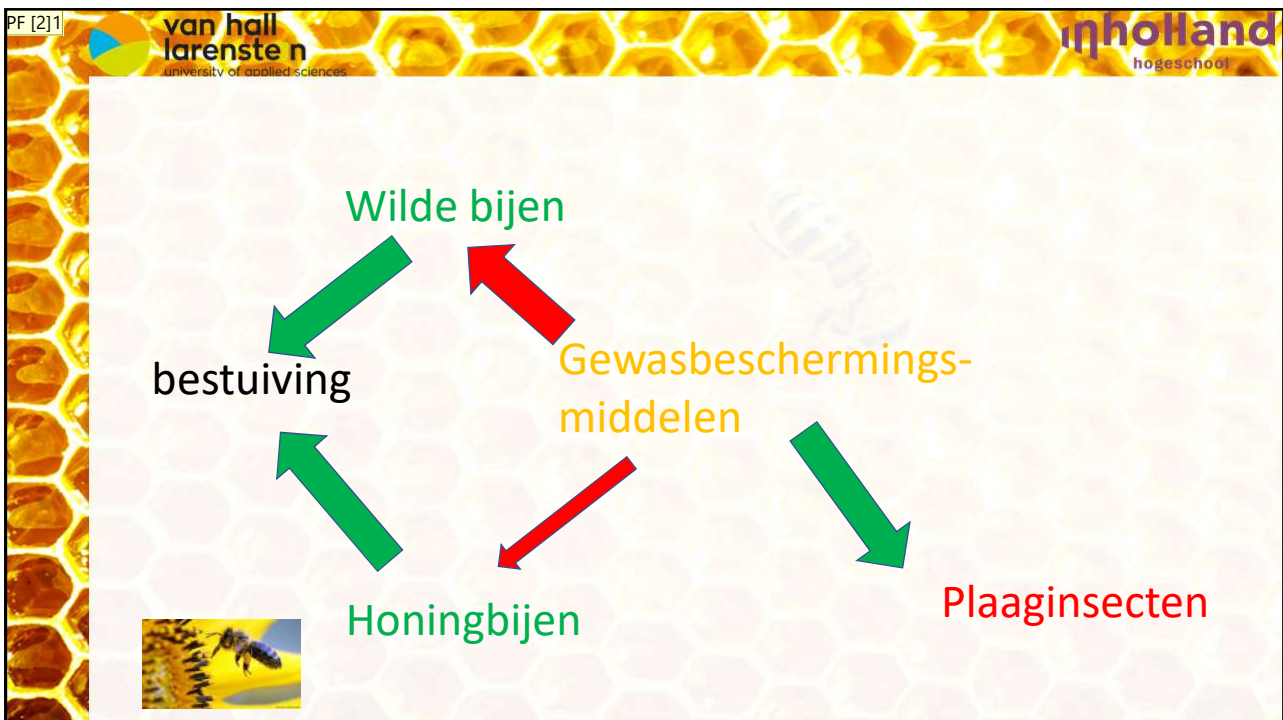 PF [2]1
van hall
larenste n
university of applied sciences
inholland
hogeschool
Wilde bijen
bestuiving
Gewasbeschermings-
middelen
Honingbijen
Plaaginsecten